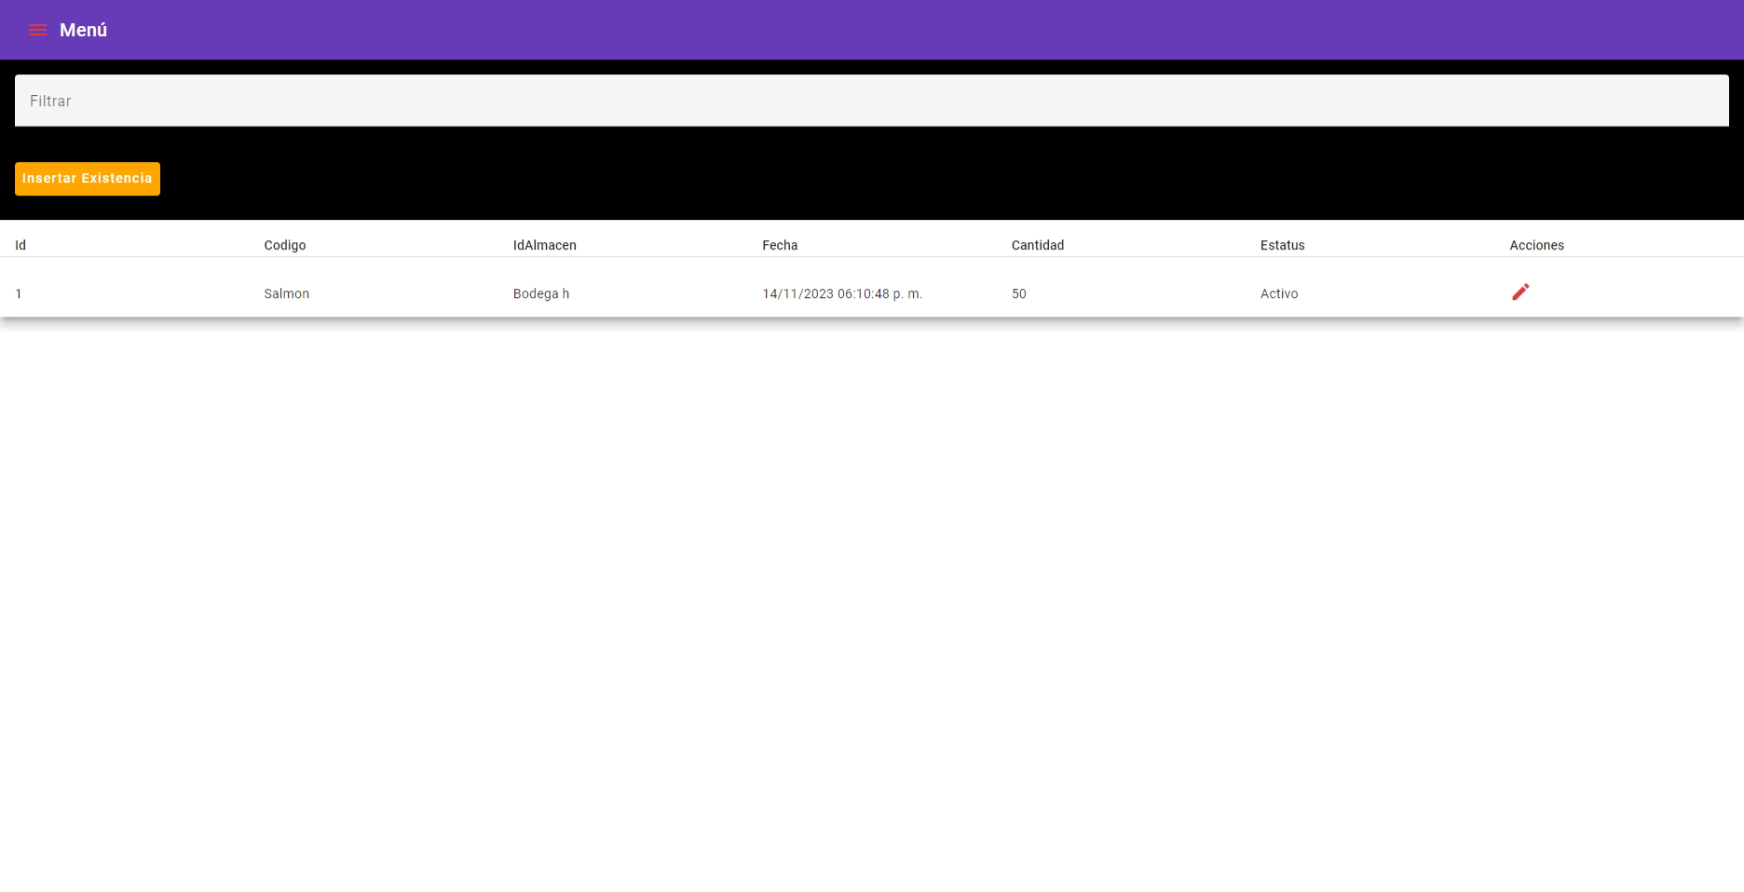 Menú
Filtrar
Insertar Existencia
Id Codigo IdAlmacen Fecha Cantidad Estatus Acciones
1 Salmon Bodega h 14/11/2023 06:10:48 p. m. 50 Activo